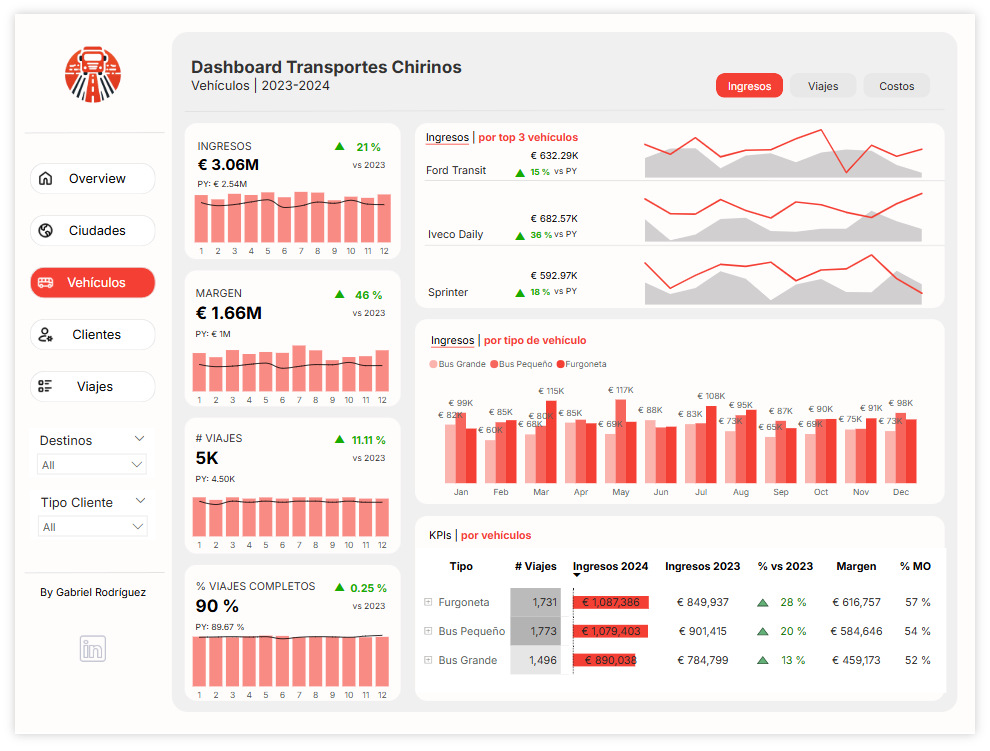 Dashboard Transportes Chirinos
Vehículos | 2023-2024
Ingresos
Viajes
Costos
Overview
Ciudades
Vehículos
Clientes
Viajes
Destinos
All
Tipo Cliente
All
By Gabriel Rodríguez
in
INGRESOS
21 %
€ 3.06M
vs 2023
PY: € 2.54M
1 2 3 4 5 6 7 8 9 10 11 12
MARGEN
46 %
€ 1.66M
vs 2023
PY: € 1M
1 2 3 4 5 6 7 8 9 10 11 12
# VIAJES
11.11 %
5K
vs 2023
PY: 4.50K
1 2 3 4 5 6 7 8 9 10 11 12
% VIAJES COMPLETOS
0.25 %
90 %
vs 2023
PY: 89.67 %
1 2 3 4 5 6 7 8 9 10 11 12
Ingresos | por top 3 vehículos
€ 632.29K
Ford Transit
15 % vs PY
€ 682.57K
Iveco Daily
36 % vs PY
€ 592.97K
Sprinter
18 % vs PY
Ingresos | por tipo de vehículo
Bus Grande Bus Pequeño Furgoneta
€ 82K € 99K € 60K € 85K € 68K € 80K € 115K € 85K € 69K € 117K € 88K € 83K € 108K € 73K € 95K € 65K € 87K € 69K € 90K € 75K € 91K € 73K € 98K
Jan Feb Mar Apr May Jun Jul Aug Sep Oct Nov Dec
KPIs | por vehículos
Tipo # Viajes Ingresos 2024 Ingresos 2023 % vs 2023 Margen % MO
Furgoneta 1,731 € 1,087,386 € 849,937 28 % € 616,757 57 %
Bus Pequeño 1,773 € 1,079,403 € 901,415 20 % € 584,646 54 %
Bus Grande 1,496 € 890,038 € 784,799 13 % € 459,173 52 %